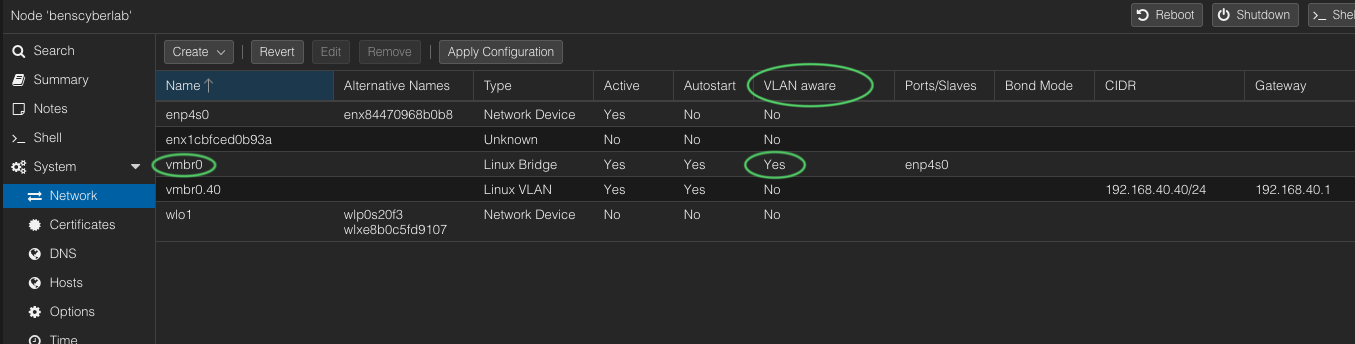 Node 'benscyberlab'
Reboot
Shutdown
Search
Summary
Notes
Shell
System
Network
Certificates
DNS
Hosts
Options
Time
Create Revert Edit Remove Apply Configuration
Name Alternative Names Type Active Autostart VLAN aware Ports/Slaves Bond Mode CIDR Gateway
enp4s0 enx84470968b0b8 Network Device Yes No No
enx1cbfced0b93a Unknown No No No
vmbr0 Linux Bridge Yes Yes Yes enp4s0
vmbr0.40 Linux VLAN Yes Yes No 192.168.40.40/24 192.168.40.1
wlo1 wlp0s20f3 Network Device No No No
wlxe8b0c5fd9107